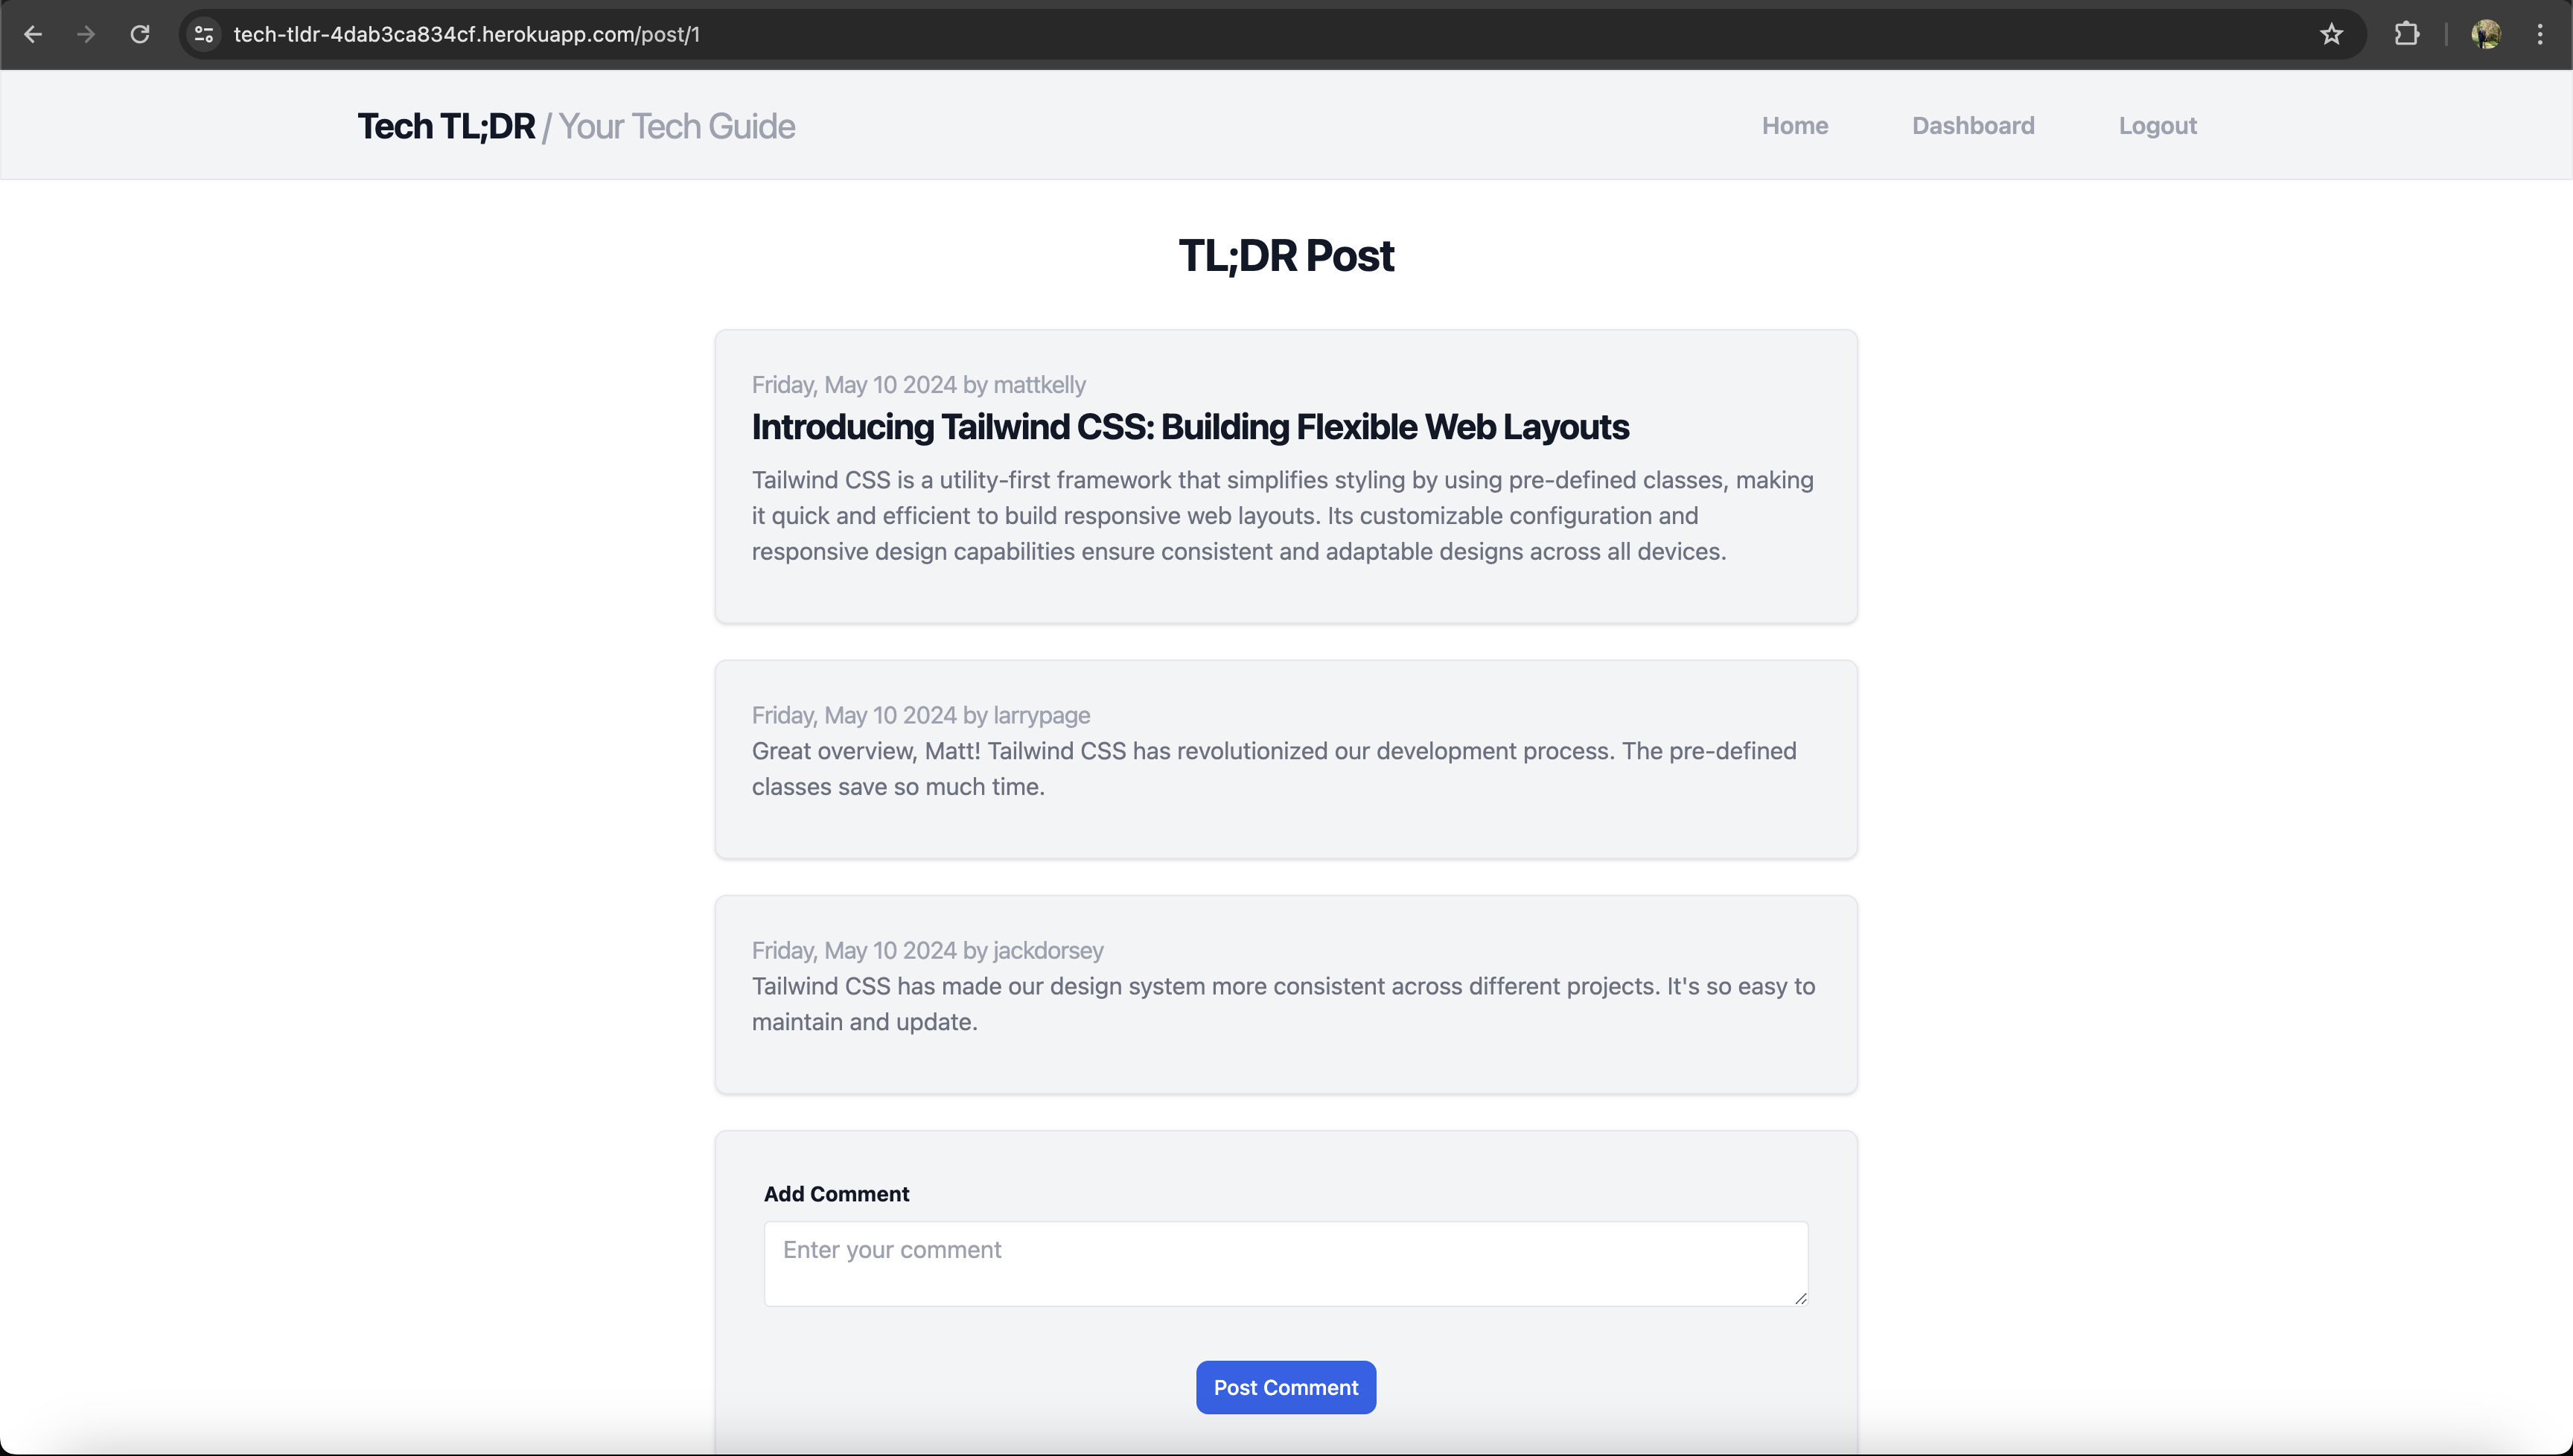 tech-tldr-4dab3ca834cf.herokuapp.com/post/1
Tech TL;DR / Your Tech Guide
Home
Dashboard
Logout
TL;DR Post
Friday, May 10 2024 by mattkelly
Introducing Tailwind CSS: Building Flexible Web Layouts
Tailwind CSS is a utility-first framework that simplifies styling by using pre-defined classes, making
it quick and efficient to build responsive web layouts. Its customizable configuration and
responsive design capabilities ensure consistent and adaptable designs across all devices.
Friday, May 10 2024 by larrypage
Great overview, Matt! Tailwind CSS has revolutionized our development process. The pre-defined
classes save so much time.
Friday, May 10 2024 by jackdorsey
Tailwind CSS has made our design system more consistent across different projects. It's so easy to
maintain and update.
Add Comment
Enter your comment
Post Comment